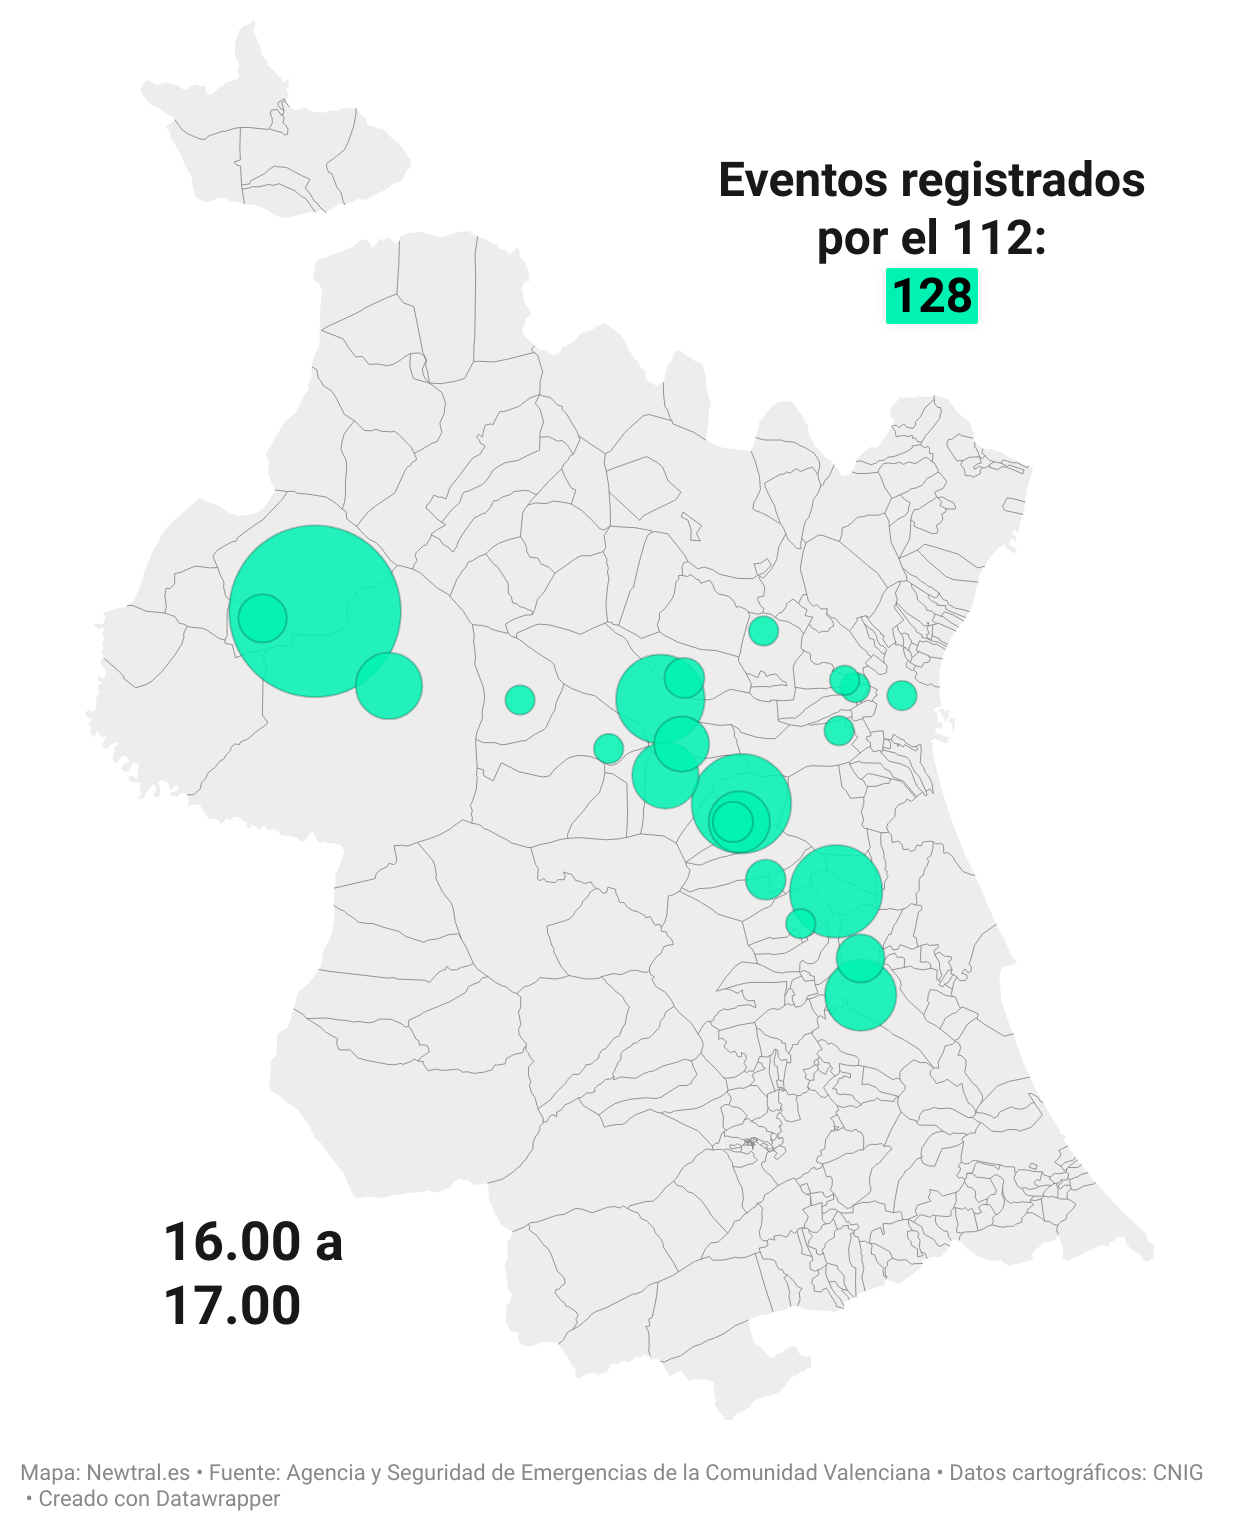 Eventos registrados
por el 112:
128
16.00 a
17.00
Mapa: Newtral.es • Fuente: Agencia y Seguridad de Emergencias de la Comunidad Valenciana • Datos cartográficos: CNIG
• Creado con Datawrapper